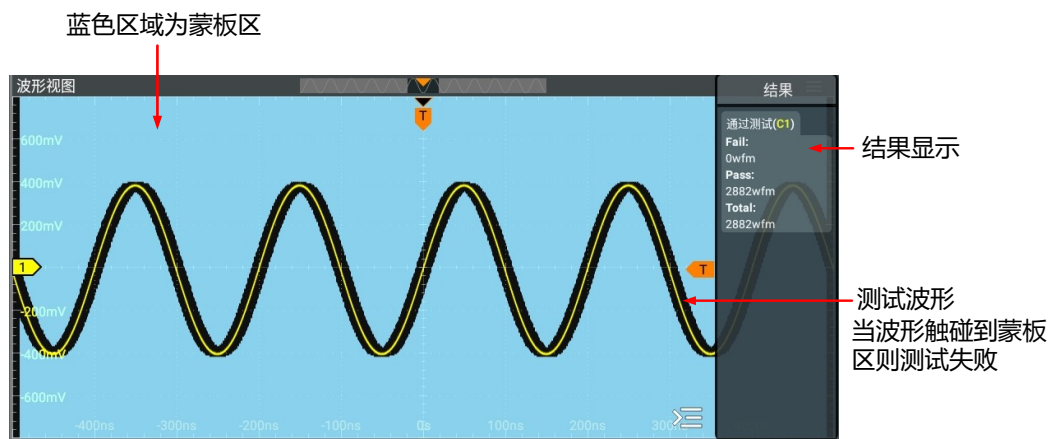 蓝色区域为蒙板区
波形视图
结果
T
600mV
通过测试(C1)
Fail:
0wfm
结果显示
Pass:
400mV
2882wfm
Total:
200mV
2882wfm
1
T
测试波形
-200mV
当波形触碰到蒙板
-400mV
区则测试失败
-600mV
-400ns -300ns -200ns -100ns 0s 100ns 200ns